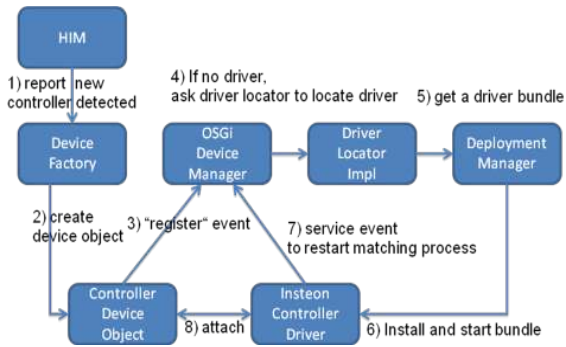 HIM
1) report new
controller detected
4) If no driver,
ask driver locator to locate driver
5) get a driver bundle
Device
Factory
OSGi
Device
Manager
Driver
Locator
Impl
Deployment
Manager
2) create
device object
3) "register" event
7) service event
to restart matching process
Controller
Device
Object
8) attach
Insteon
Controller
Driver
6) Install and start bundle